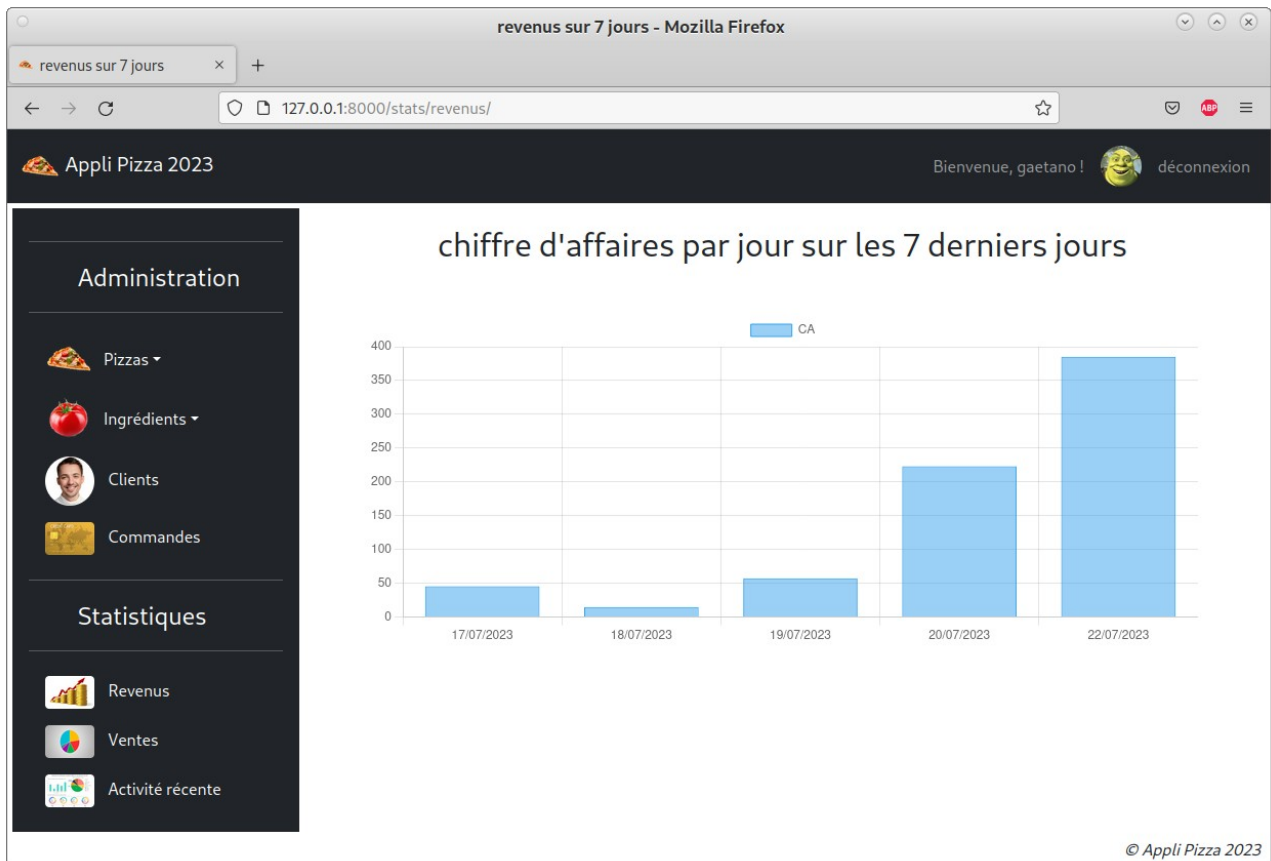 revenus sur 7 jours - Mozilla Firefox
revenus sur 7 jours
127.0.0.1:8000/stats/revenus/
ABP
Appli Pizza 2023
Bienvenue, gaetano !
déconnexion
Administration
Pizzas
Ingrédients
Clients
Commandes
Statistiques
Revenus
Ventes
Activité récente
chiffre d'affaires par jour sur les 7 derniers jours
CA
400
350
300
250
200
150
100
50
0
17/07/2023 18/07/2023 19/07/2023 20/07/2023 22/07/2023
© Appli Pizza 2023